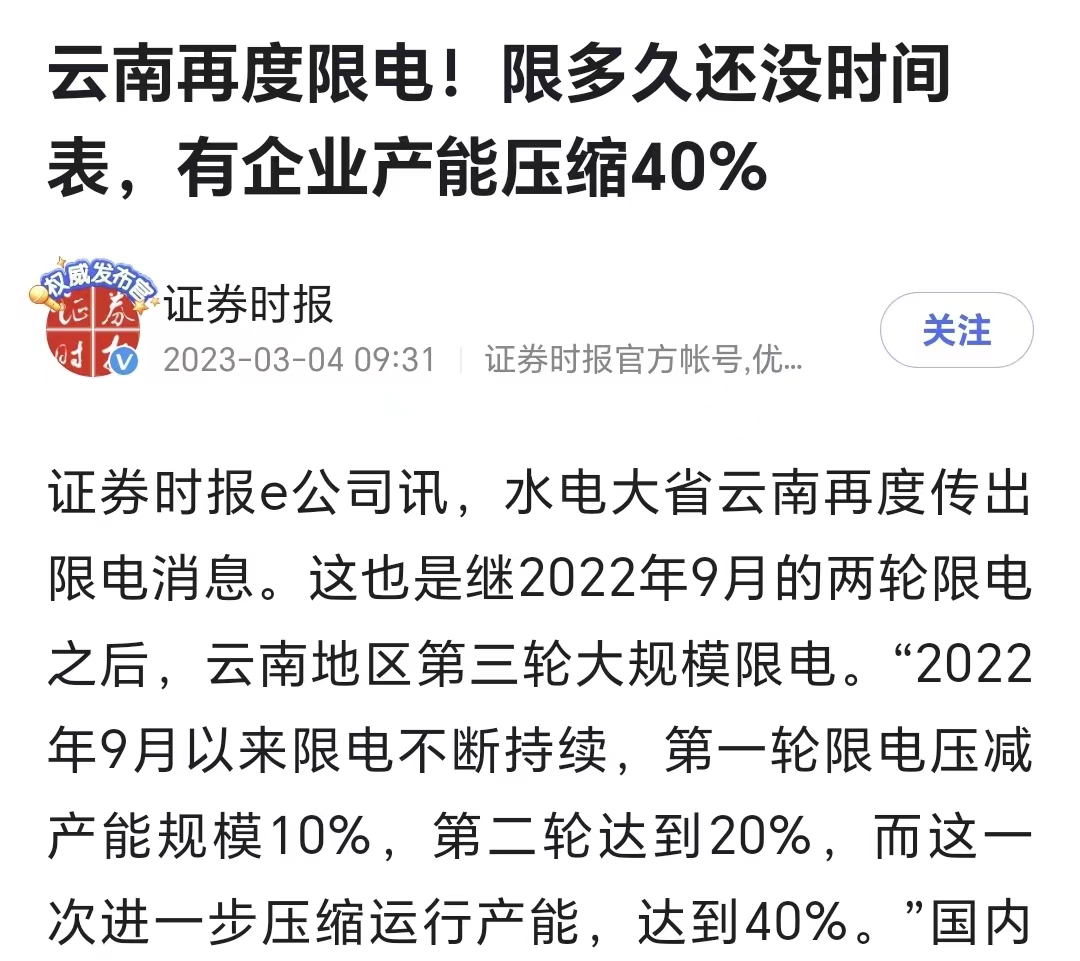 云南再度限电！限多久还没时间
表，有企业产能压缩40%
权威发布官
证券
时报
证券时报
2023-03-04 09:31
证券时报官方帐号,优...
关注
证券时报e公司讯，水电大省云南再度传出
限电消息。这也是继2022年9月的两轮限电
之后，云南地区第三轮大规模限电。“2022
年9月以来限电不断持续，第一轮限电压减
产能规模10%，第二轮达到20%，而这一
次进一步压缩运行产能，达到40%。”国内